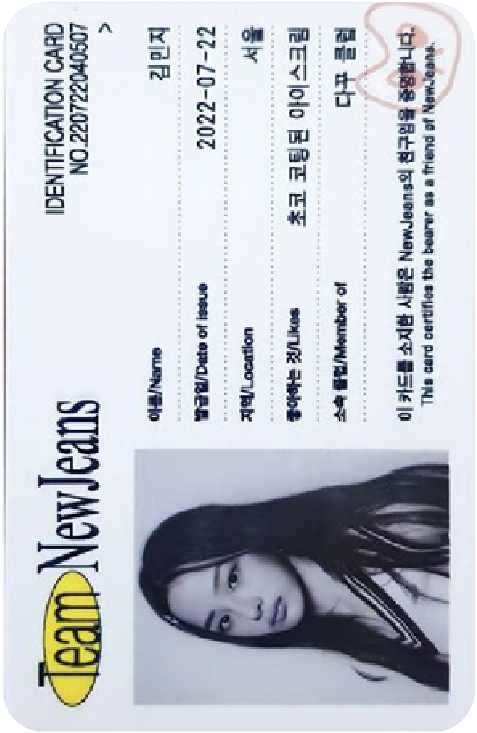 Team NewJeans
IDENTIFICATION CARD
NO.220722040507
>
이름/Name 김민지
발급일/Date of issue 2022-07-22
지역/Location 서울
좋아하는 것/Likes 초코 코팅된 아이스크림
소속 클럽/Member of 다꾸 클럽
이 카드를 소지한 사람은 NewJeans의 친구임을 증명합니다.
This card certifies the bearer as a friend of NewJeans.